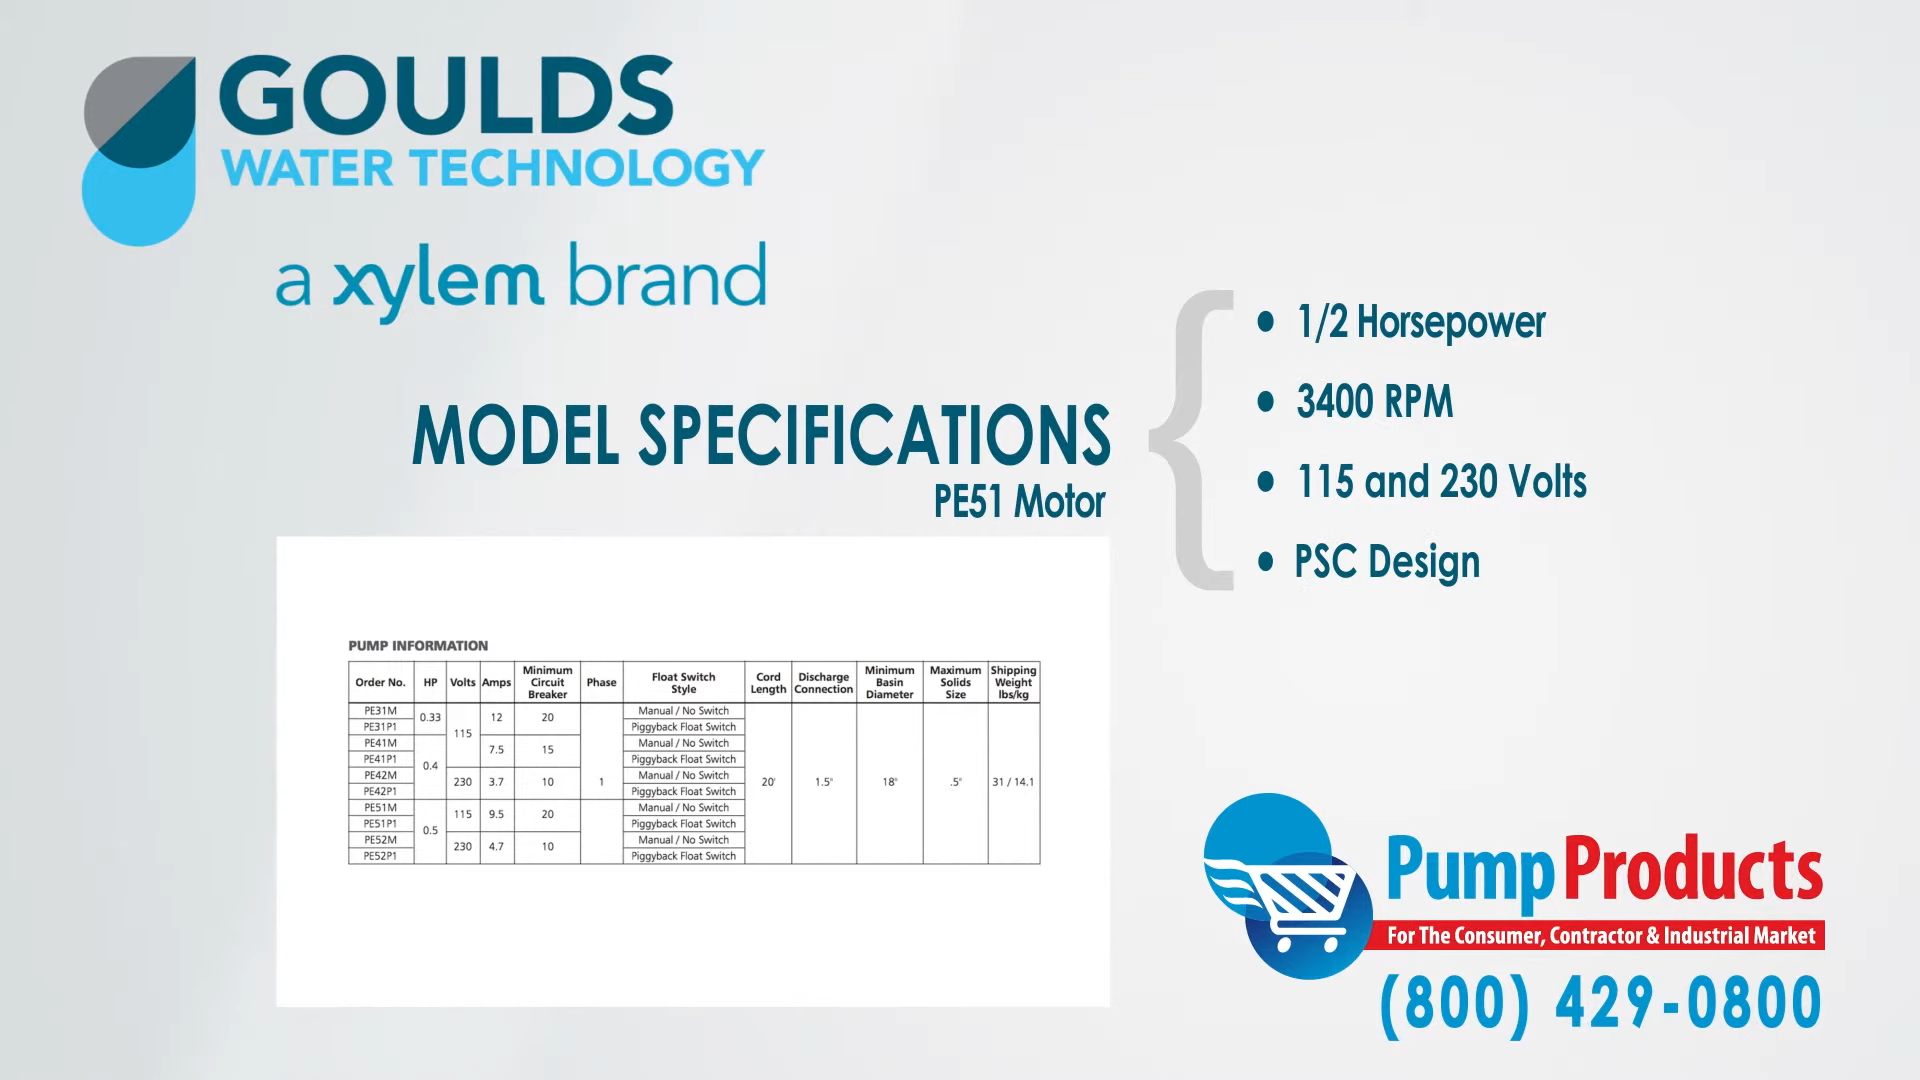 GOULDS
WATER TECHNOLOGY
a xylem brand
MODEL SPECIFICATIONS
PE51 Motor
• 1/2 Horsepower
• 3400 RPM
• 115 and 230 Volts
• PSC Design
PUMP INFORMATION
Order No. HP Volts Amps Minimum Circuit Breaker Phase Float Switch Style Cord Length Discharge Connection Minimum Basin Diameter Maximum Solids Size Shipping Weight lbs/kg
PE31M 0.33 115 12 20 1 Manual / No Switch 20' 1.5" 18" .5" 31 / 14.1
PE31P1 Piggyback Float Switch
PE41M 0.4 7.5 15 Manual / No Switch
PE41P1 Piggyback Float Switch
PE42M 230 3.7 10 Manual / No Switch
PE42P1 Piggyback Float Switch
PE51M 0.5 115 9.5 20 Manual / No Switch
PE51P1 Piggyback Float Switch
PE52M 230 4.7 10 Manual / No Switch
PE52P1 Piggyback Float Switch
Pump Products
For The Consumer, Contractor & Industrial Market
(800) 429-0800